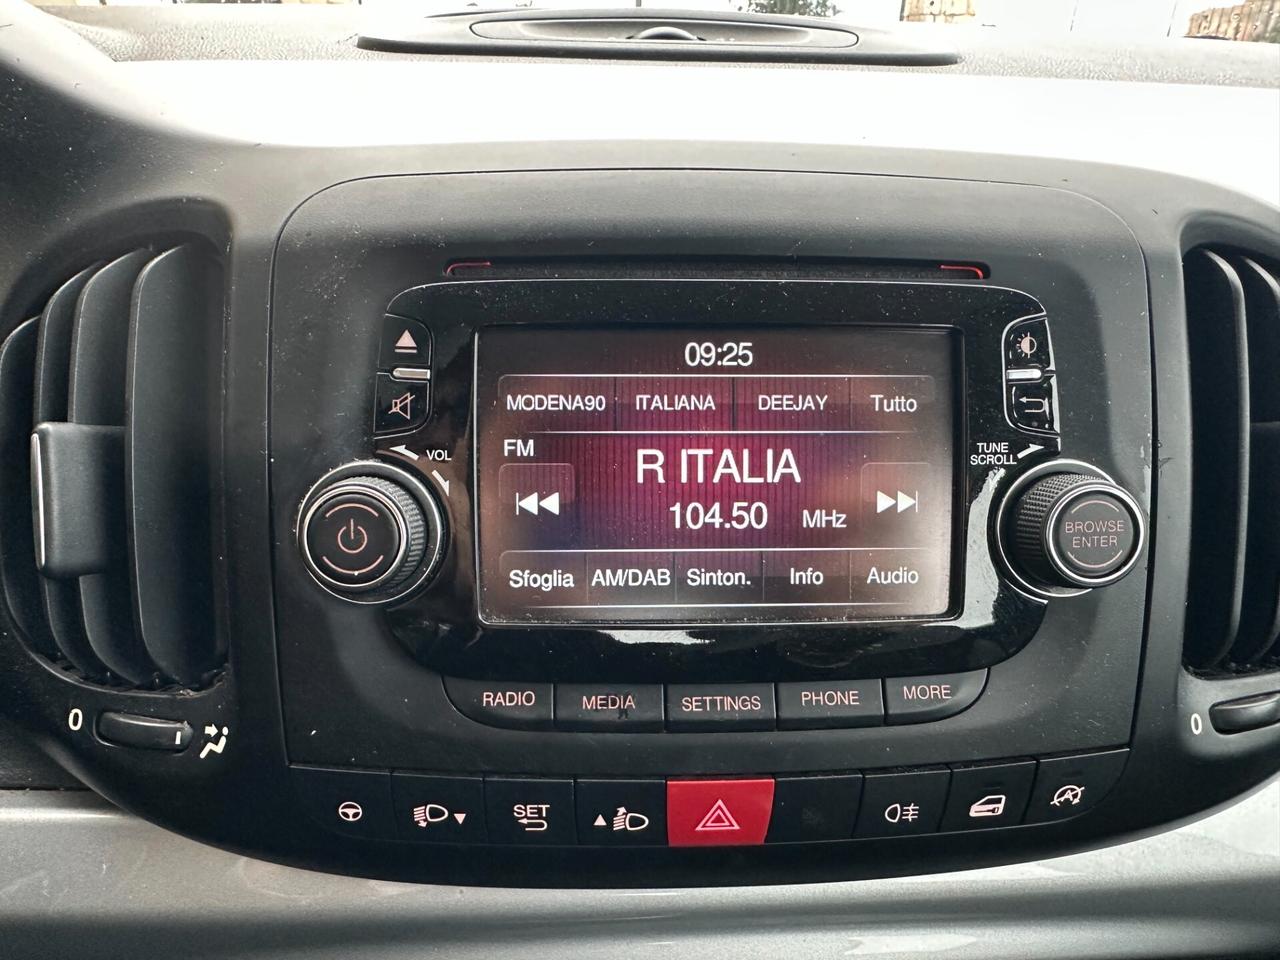 09:25
MODENA90 ITALIANA DEEJAY Tutto
FM
R ITALIA
104.50 MHz
Sfoglia AM/DAB Sinton. Info Audio
VOL
TUNE
SCROLL
BROWSE
ENTER
RADIO MEDIA SETTINGS PHONE MORE
0
0
SET